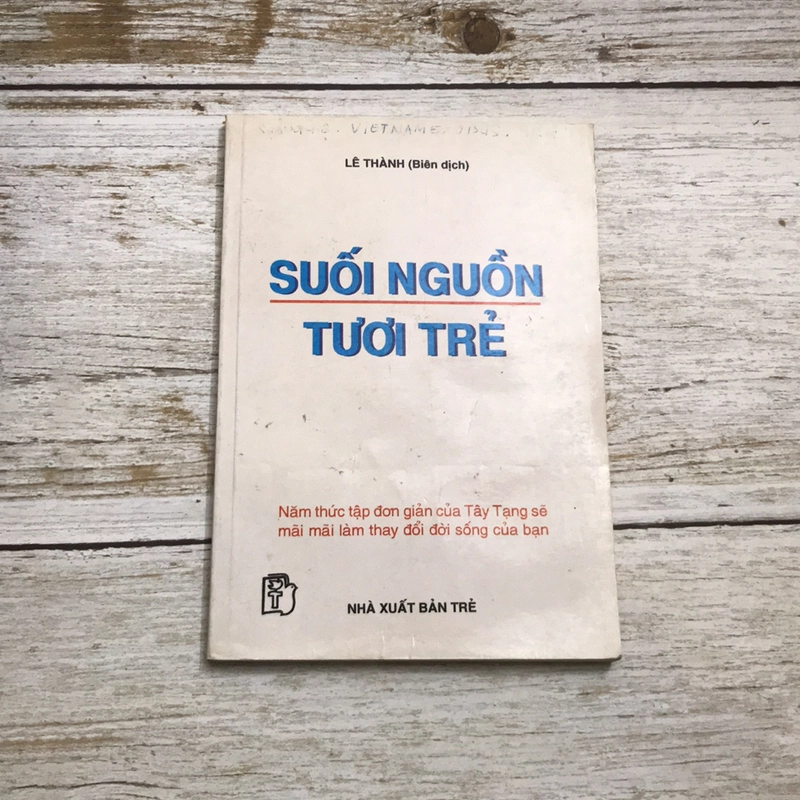 VIETNAME
LÊ THÀNH (Biên dịch)
SUỐI NGUỒN
TƯƠI TRẺ
Năm thức tập đơn giản của Tây Tạng sẽ
mãi mãi làm thay đổi đời sống của bạn
T
NHÀ XUẤT BẢN TRẺ